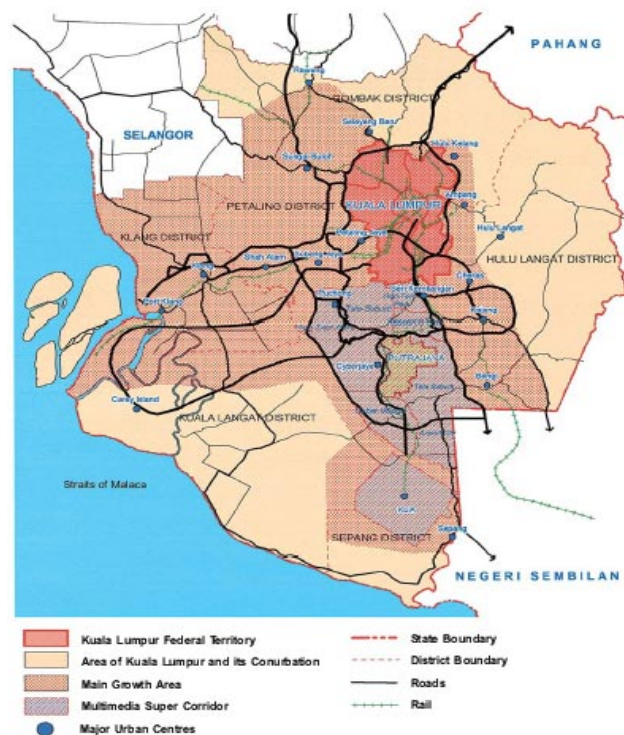 PAHANG
Rawang
GOMBAK DISTRICT
SELANGOR
Selayang Baru
Hulu Kelang
Sungai Buloh
KUALA LUMPUR
Ampang
PETALING DISTRICT
Petaling Jaya
Hulu Langat
KLANG DISTRICT
HULU LANGAT DISTRICT
Shah Alam
Subang Jaya
Cheras
Port Klang
Puchong
Seri Kembangan
Kajang
PUTRAJAYA
Cyberjaya
Bangi
Carey Island
KUALA LANGAT DISTRICT
Straits of Malaca
KLIA
Sepang
SEPANG DISTRICT
NEGERI SEMBILAN
Kuala Lumpur Federal Territory
State Boundary
Area of Kuala Lumpur and its Conurbation
District Boundary
Main Growth Area
Roads
Multimedia Super Corridor
Rail
Major Urban Centres